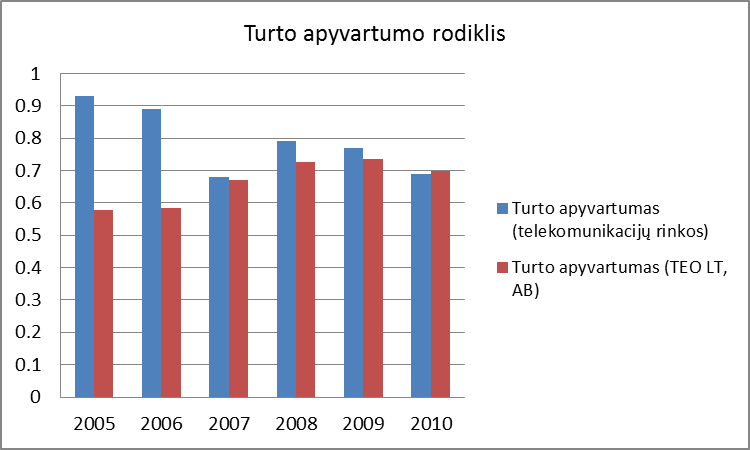 Turto apyvartumo rodiklis
1
0.9
0.8
0.7
0.6
0.5
0.4
0.3
0.2
0.1
0
2005 2006 2007 2008 2009 2010
Turto apyvartumas
(telekomunikacijų rinkos)
Turto apyvartumas (TEO LT,
AB)